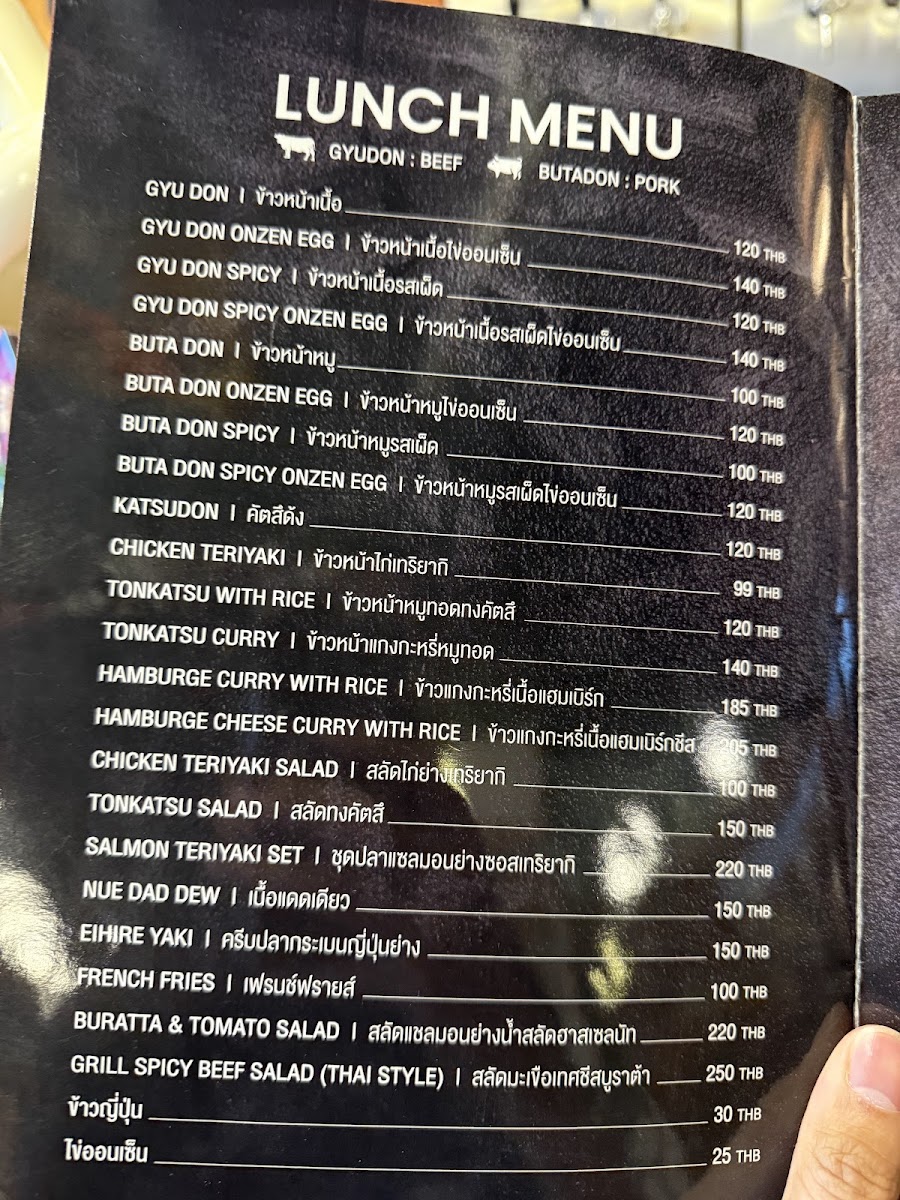 LUNCH MENU
GYUDON : BEEF BUTADON : PORK
GYU DON | ข้าวหน้าเนื้อ 120 THB
GYU DON ONZEN EGG | ข้าวหน้าเนื้อไข่ออนเซ็น 140 THB
GYU DON SPICY | ข้าวหน้าเนื้อรสเผ็ด 120 THB
GYU DON SPICY ONZEN EGG | ข้าวหน้าเนื้อรสเผ็ดไข่ออนเซ็น 140 THB
BUTA DON | ข้าวหน้าหมู 100 THB
BUTA DON ONZEN EGG | ข้าวหน้าหมูไข่ออนเซ็น 120 THB
BUTA DON SPICY | ข้าวหน้าหมูรสเผ็ด 100 THB
BUTA DON SPICY ONZEN EGG | ข้าวหน้าหมูรสเผ็ดไข่ออนเซ็น 120 THB
KATSUDON | คัตสึด้ง 120 THB
CHICKEN TERIYAKI | ข้าวหน้าไก่เทริยากิ 99 THB
TONKATSU WITH RICE | ข้าวหน้าหมูทอดทงคัตสึ 120 THB
TONKATSU CURRY | ข้าวหน้าแกงกะหรี่หมูทอด 140 THB
HAMBURGE CURRY WITH RICE | ข้าวแกงกะหรี่เนื้อแฮมเบิร์ก 185 THB
HAMBURGE CHEESE CURRY WITH RICE | ข้าวแกงกะหรี่เนื้อแฮมเบิร์กชีส 205 THB
CHICKEN TERIYAKI SALAD | สลัดไก่ย่างเทริยากิ 100 THB
TONKATSU SALAD | สลัดทงคัตสึ 150 THB
SALMON TERIYAKI SET | ชุดปลาแซลมอนย่างซอสเทริยากิ 220 THB
NUE DAD DEW | เนื้อแดดเดียว 150 THB
EIHIRE YAKI | ครีบปลากระเบนญี่ปุ่นย่าง 150 THB
FRENCH FRIES | เฟรนช์ฟรายส์ 100 THB
BURATTA & TOMATO SALAD | สลัดแซลมอนย่างน้ำสลัดฮาสเซลนัท 220 THB
GRILL SPICY BEEF SALAD (THAI STYLE) | สลัดมะเขือเทศชีสบูราต้า 250 THB
ข้าวญี่ปุ่น 30 THB
ไข่ออนเซ็น 25 THB